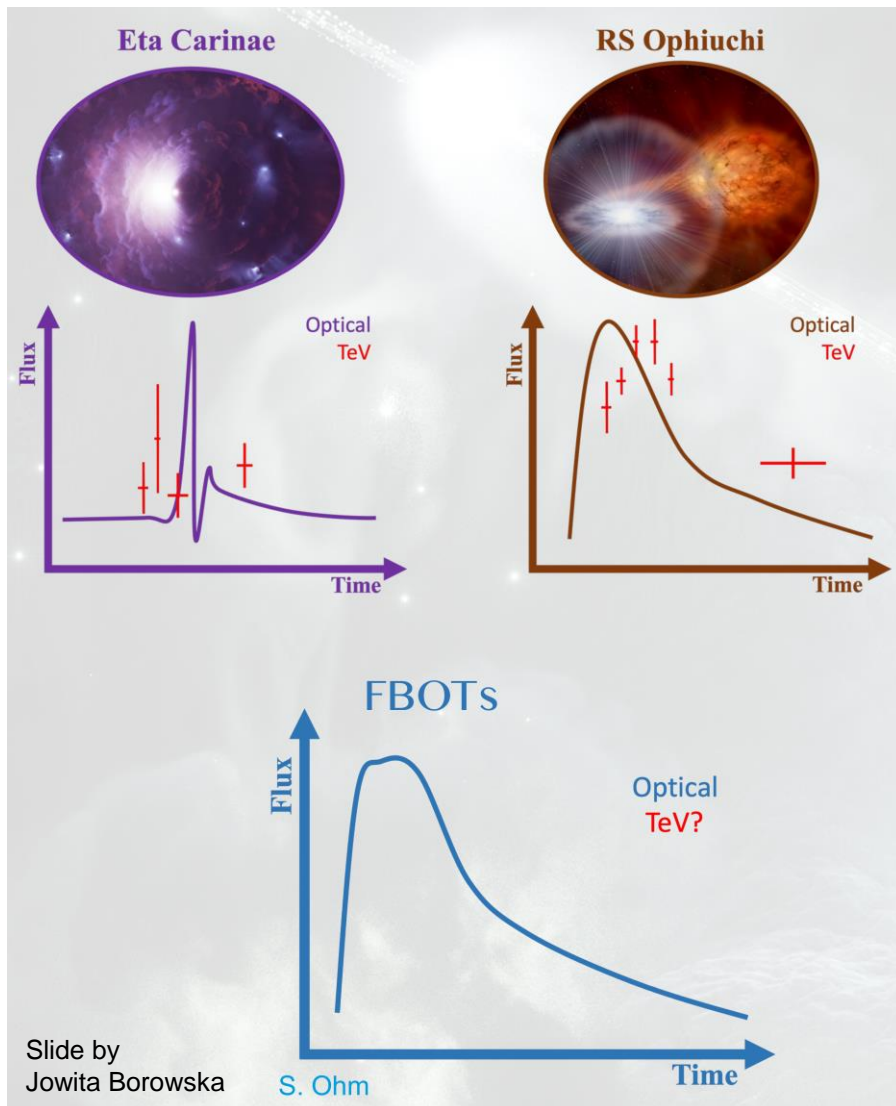 Eta Carinae
RS Ophiuchi
Flux
Optical
TeV
Time
Flux
Optical
TeV
Time
FBOTs
Flux
Optical
TeV?
Time
Slide by
Jowita Borowska
S. Ohm